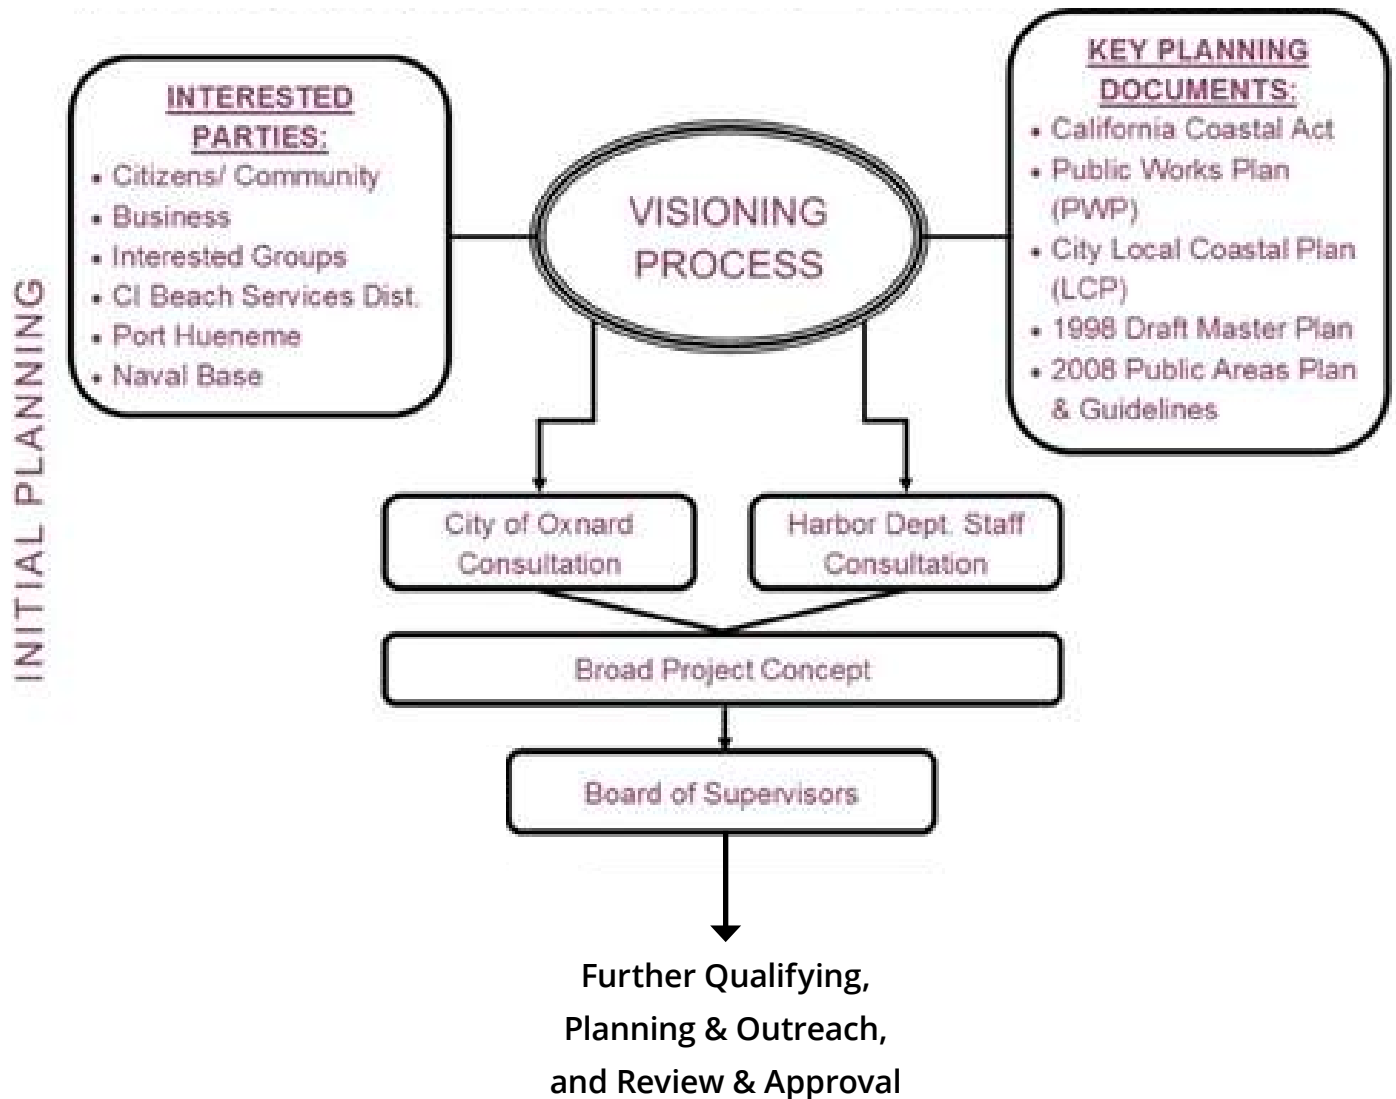 INITIAL PLANNING
INTERESTED
PARTIES:
• Citizens/ Community
• Business
• Interested Groups
• CI Beach Services Dist.
• Port Hueneme
• Naval Base
VISIONING
PROCESS
KEY PLANNING
DOCUMENTS:
• California Coastal Act
• Public Works Plan
(PWP)
• City Local Coastal Plan
(LCP)
• 1998 Draft Master Plan
• 2008 Public Areas Plan
& Guidelines
City of Oxnard
Consultation
Harbor Dept. Staff
Consultation
Broad Project Concept
Board of Supervisors
Further Qualifying,
Planning & Outreach,
and Review & Approval